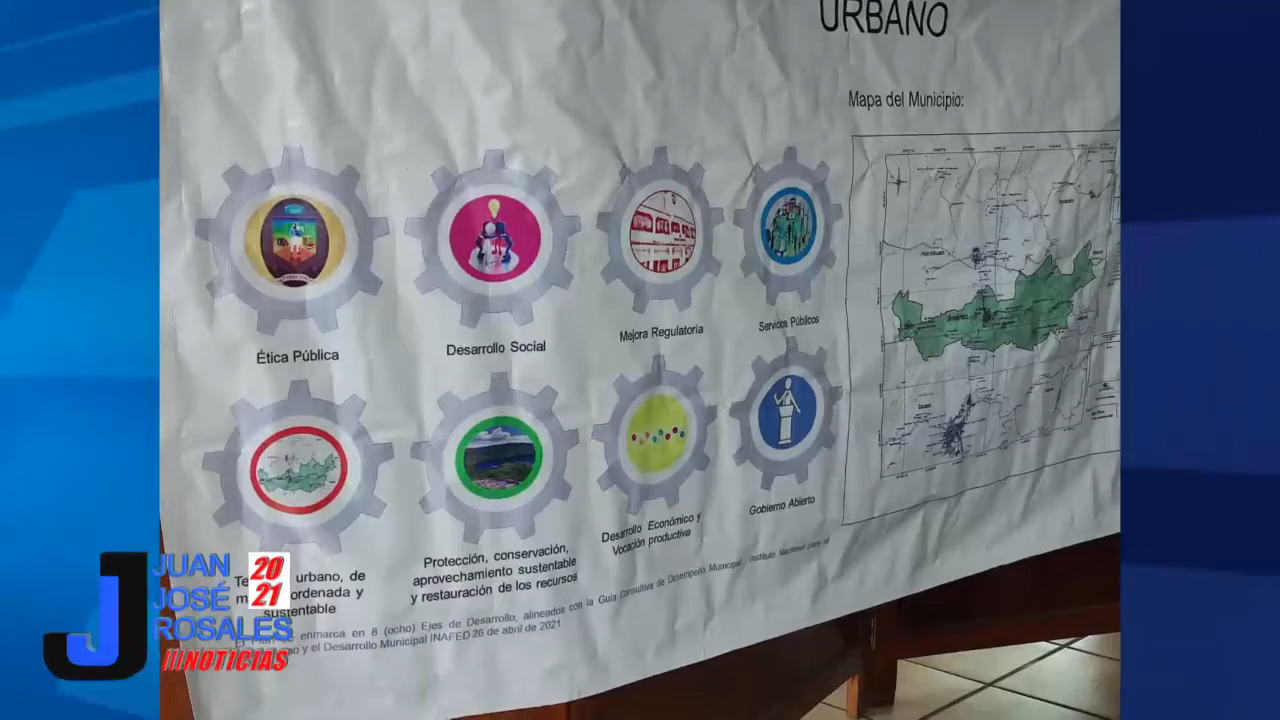 URBANO
Mapa del Municipio:
Ética Pública
Desarrollo Social
Mejora Regulatoria
Servicios Públicos
urbano, de
ordenada y
sustentable
Protección, conservación,
aprovechamiento sustentable
y restauración de los recursos
Desarrollo Económico y
Vocación productiva
Gobierno Abierto
enmarca en 8 (ocho) Ejes de Desarrollo, alineados con la Guía Consultiva de Desempeño Municipal Instituto Nacional para el
y el Desarrollo Municipal INAFED 26 de abril de 2021
J
JUAN
JOSÉ
ROSALES
20
21
NOTICIAS